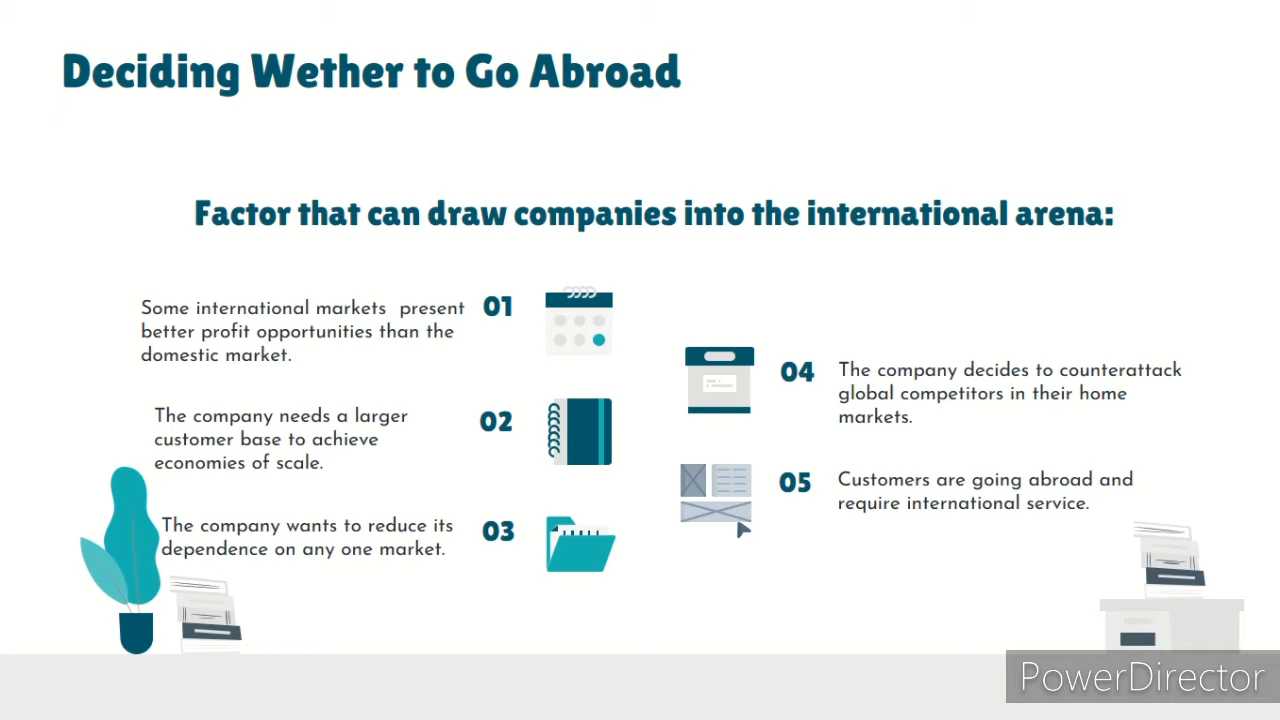 Deciding Wether to Go Abroad
Factor that can draw companies into the international arena:
Some international markets present
better profit opportunities than the
domestic market.
01
The company needs a larger
customer base to achieve
economies of scale.
02
The company wants to reduce its
dependence on any one market.
03
04
The company decides to counterattack
global competitors in their home
markets.
05
Customers are going abroad and
require international service.
PowerDirector